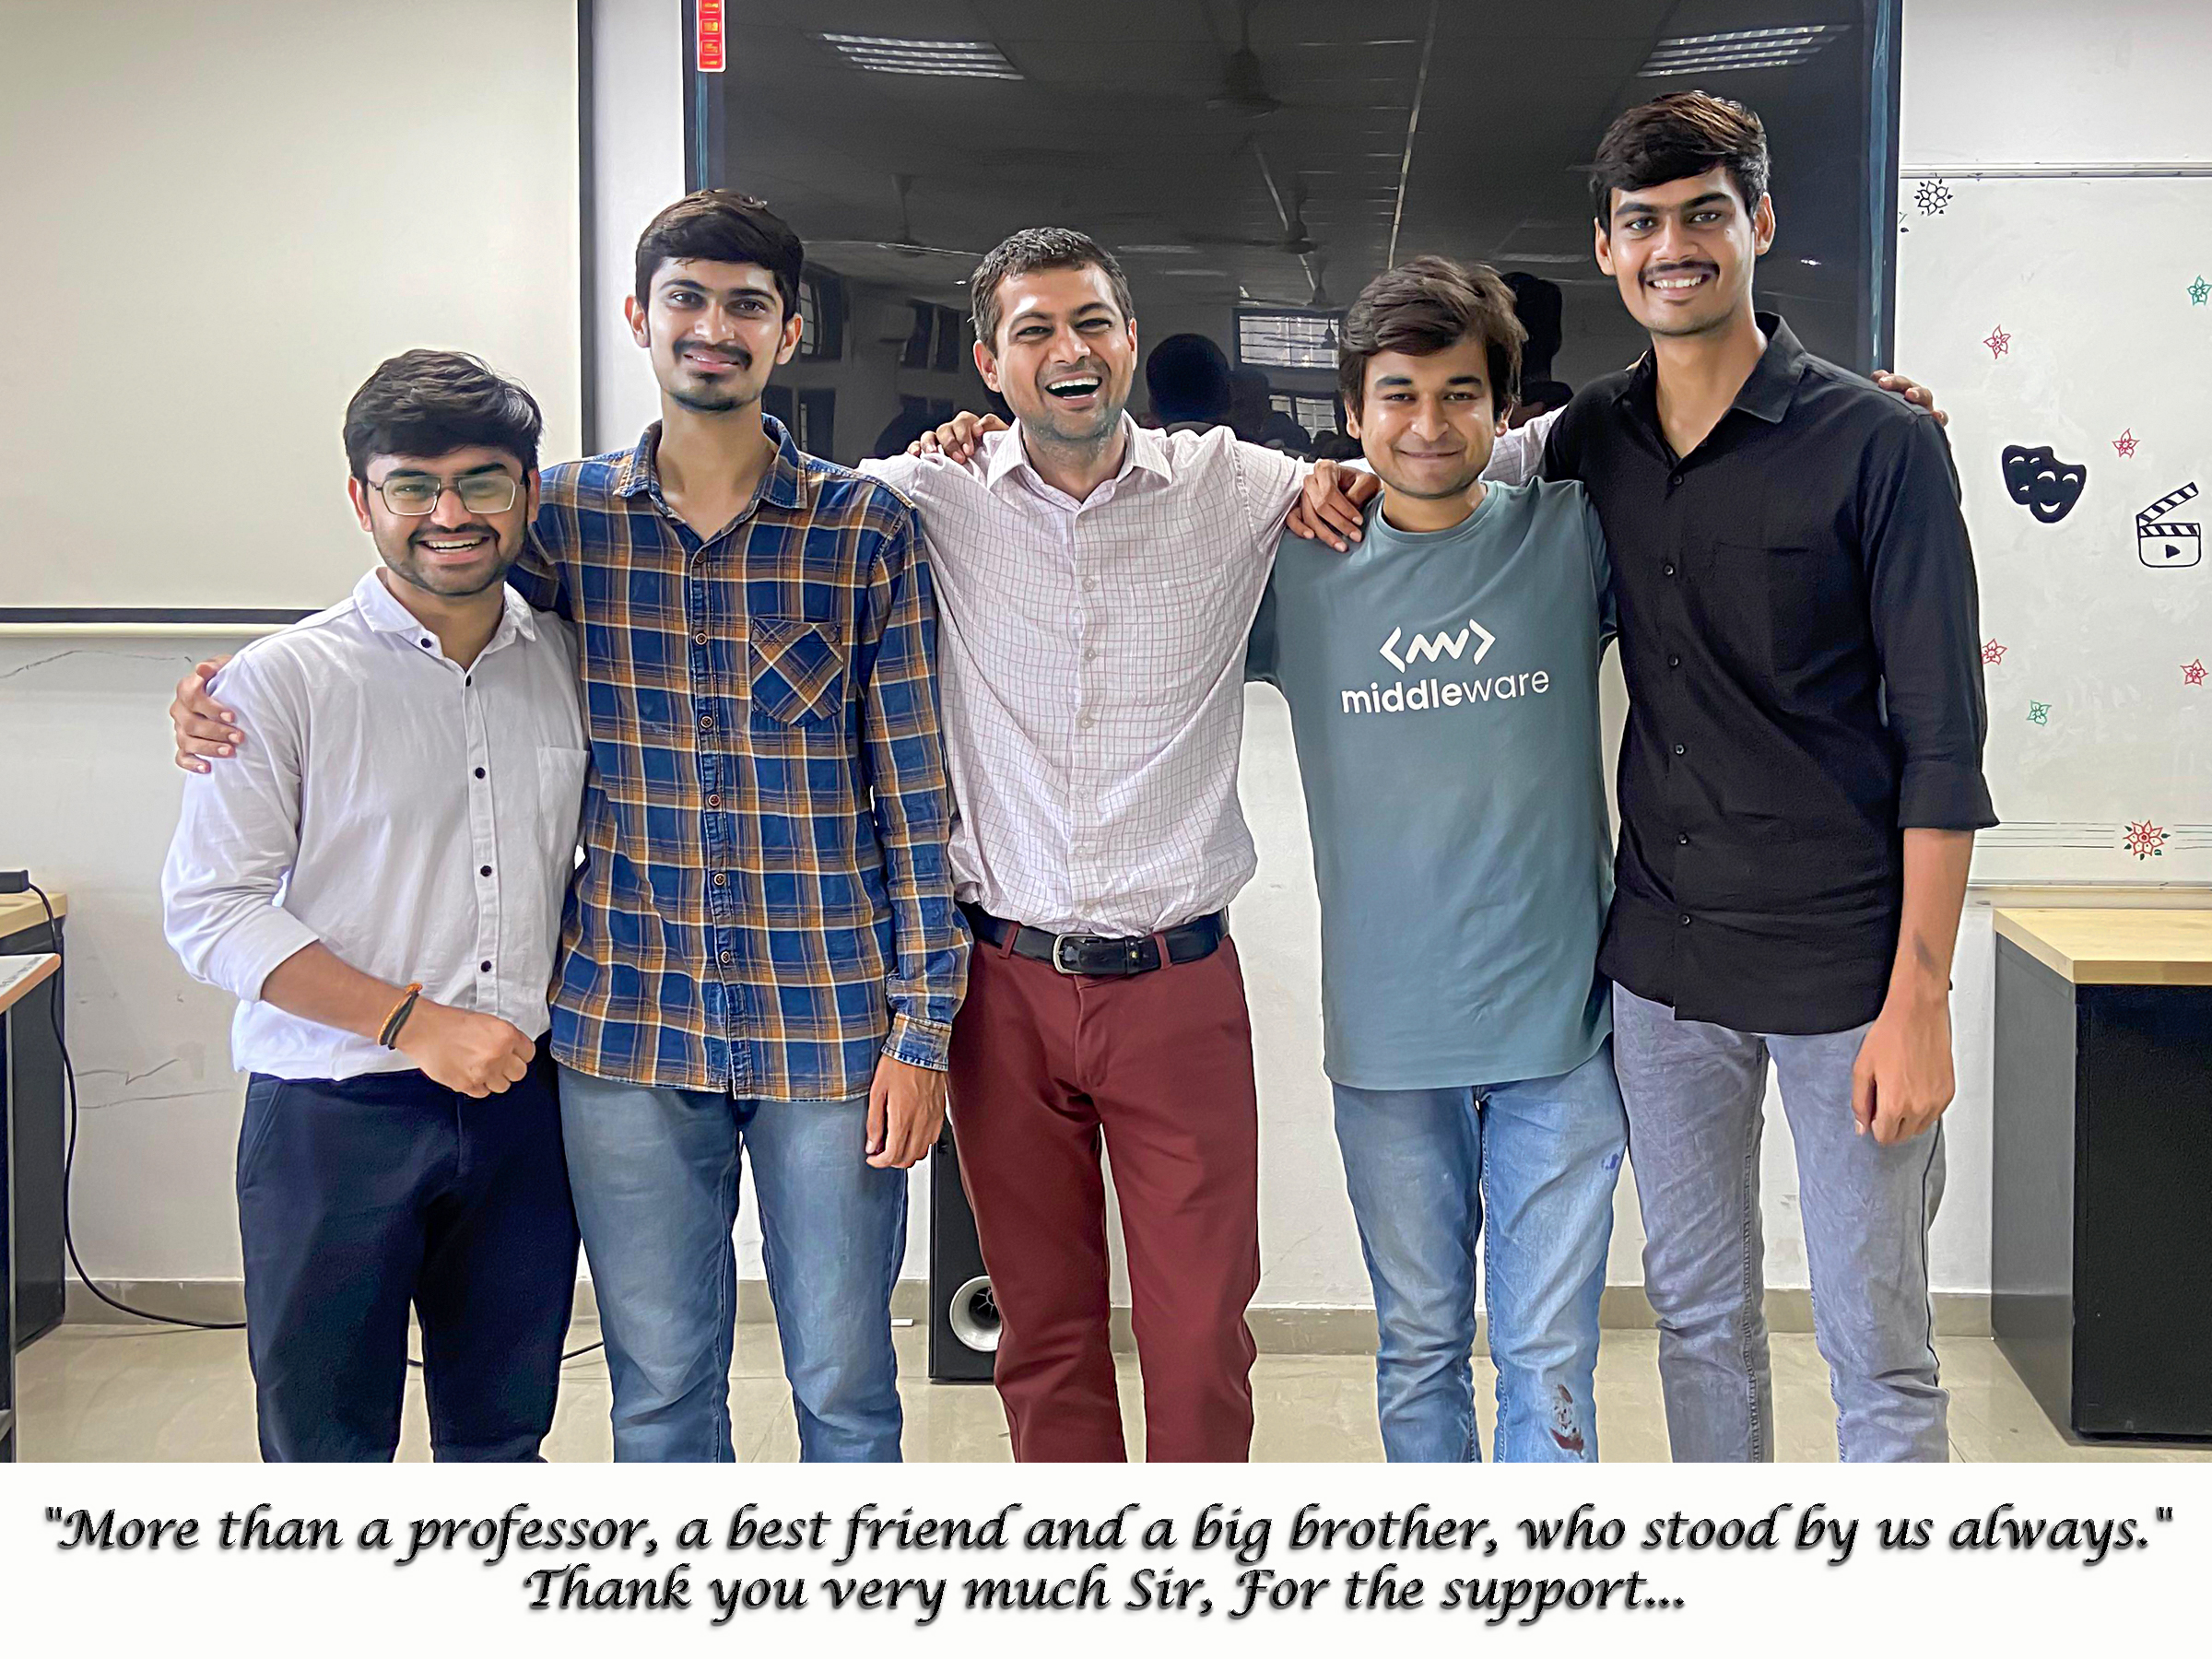 middleware
"More than a professor, a best friend and a big brother, who stood by us always."
Thank you very much Sir, For the support...